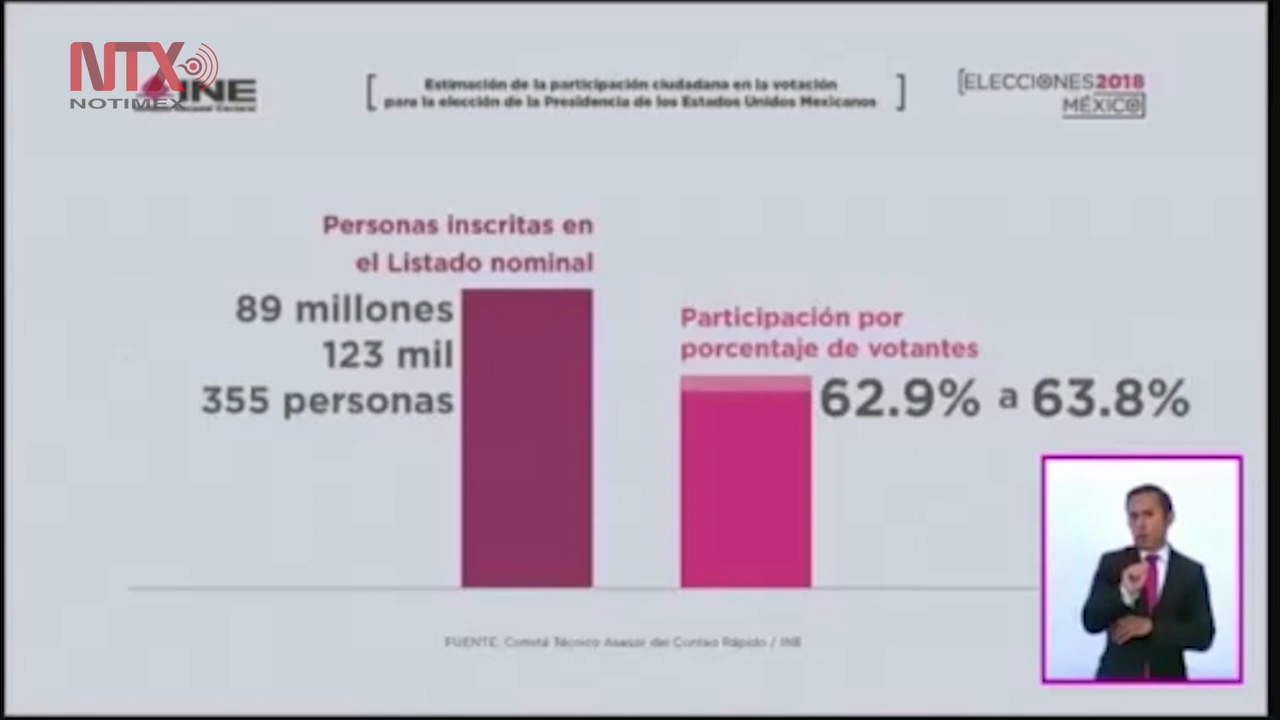 NTX
NOTIMEX
INE
[ Estimación de la participación ciudadana en la votación
para la elección de la Presidencia de los Estados Unidos Mexicanos ]
[ELECCIONES2018
MÉXICO]
Personas inscritas en
el Listado nominal
89 millones
123 mil
355 personas
Participación por
porcentaje de votantes
62.9% a 63.8%
FUENTE: Comité Técnico Asesor del Conteo Rápido / INE